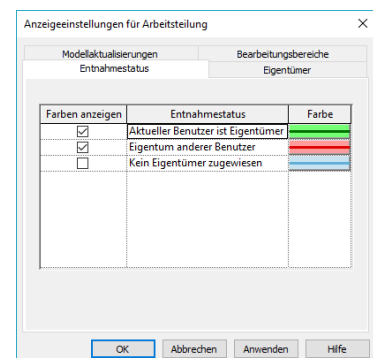 Anzeigeeinstellungen für Arbeitsteilung
Modellaktualisierungen Bearbeitungsbereiche
Entnahmestatus Eigentümer
Farben anzeigen Entnahmestatus Farbe
Aktueller Benutzer ist Eigentümer
Eigentum anderer Benutzer
Kein Eigentümer zugewiesen
OK Abbrechen Anwenden Hilfe